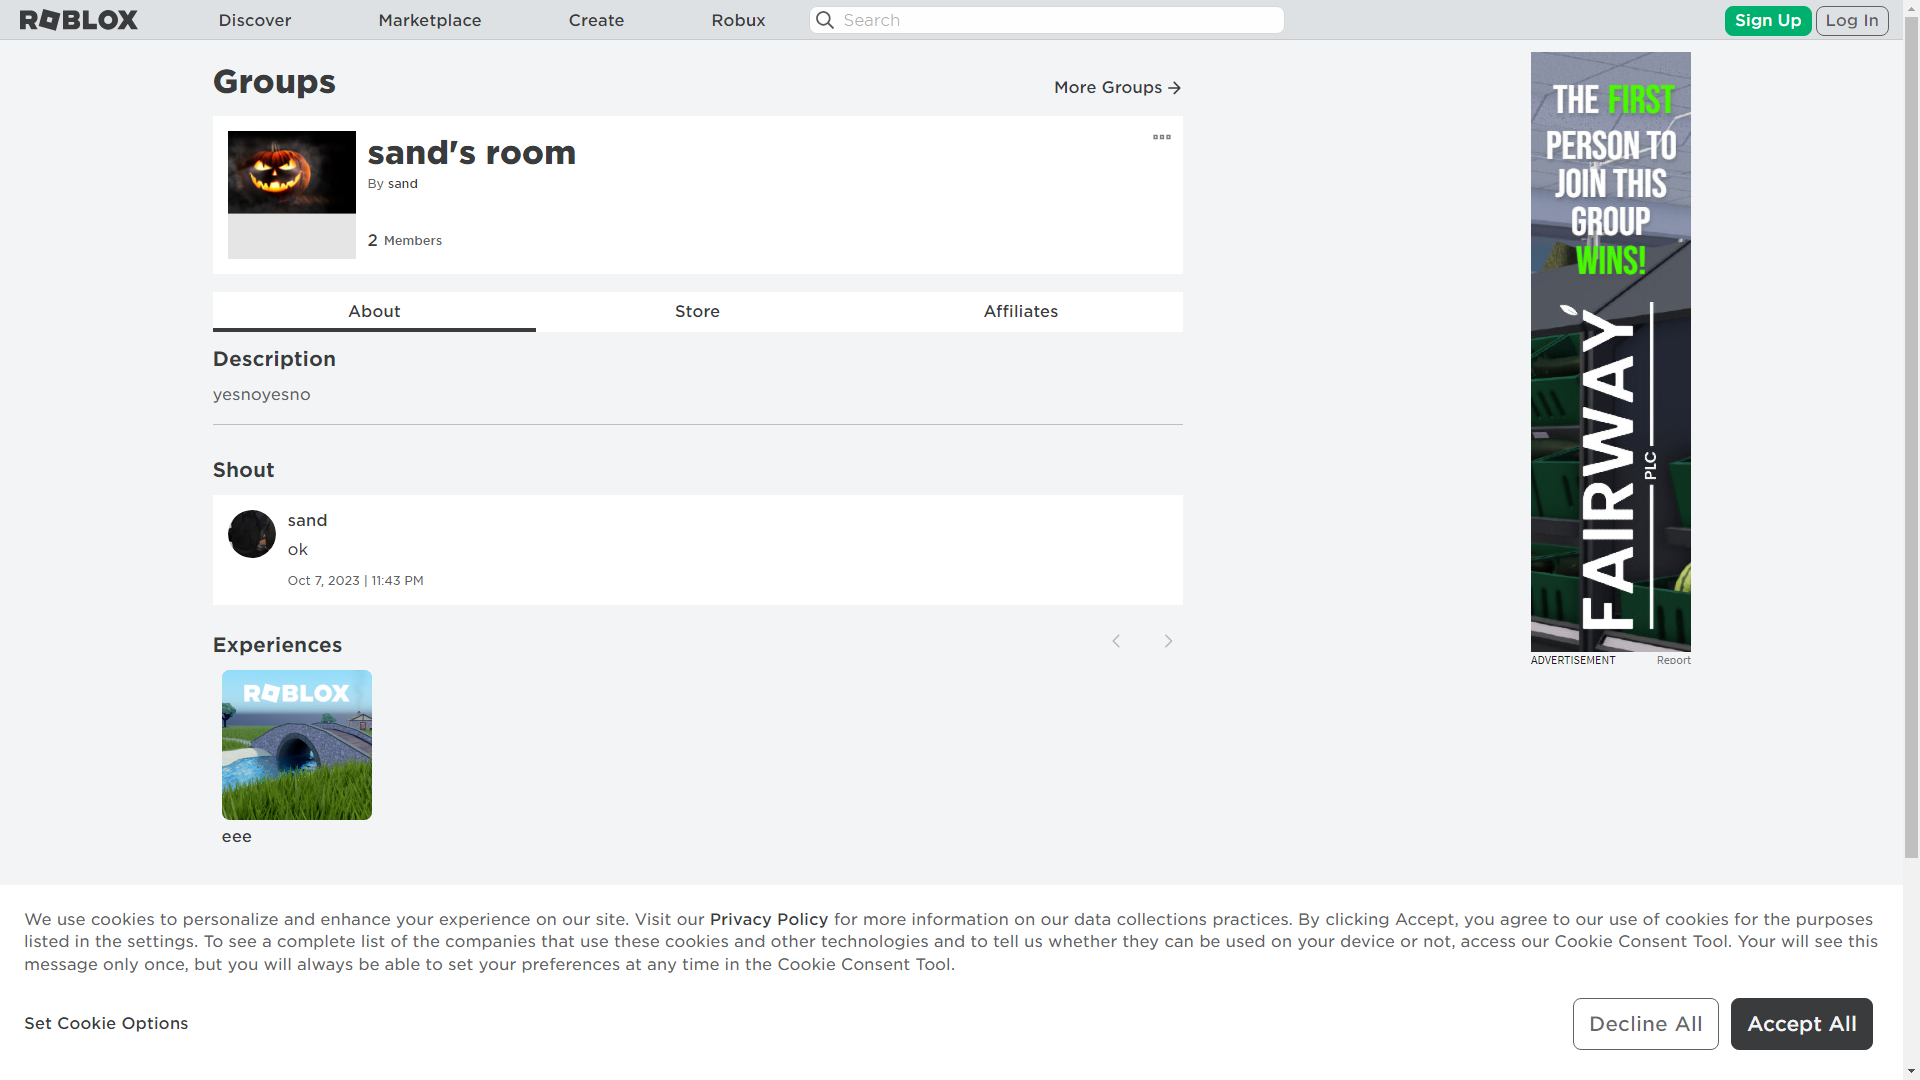 ROBLOX
Discover
Marketplace
Create
Robux
Search
Sign Up
Log In
Groups
More Groups
sand's room
By sand
2 Members
About
Store
Affiliates
Description
yesnoyesno
Shout
sand
ok
Oct 7, 2023 | 11:43 PM
Experiences
ROBLOX
eee
THE FIRST
PERSON TO
JOIN THIS
GROUP
WINS!
FAIRWAY
PLC
ADVERTISEMENT
Report
We use cookies to personalize and enhance your experience on our site. Visit our Privacy Policy for more information on our data collections practices. By clicking Accept, you agree to our use of cookies for the purposes
listed in the settings. To see a complete list of the companies that use these cookies and other technologies and to tell us whether they can be used on your device or not, access our Cookie Consent Tool. Your will see this
message only once, but you will always be able to set your preferences at any time in the Cookie Consent Tool.
Set Cookie Options
Decline All
Accept All